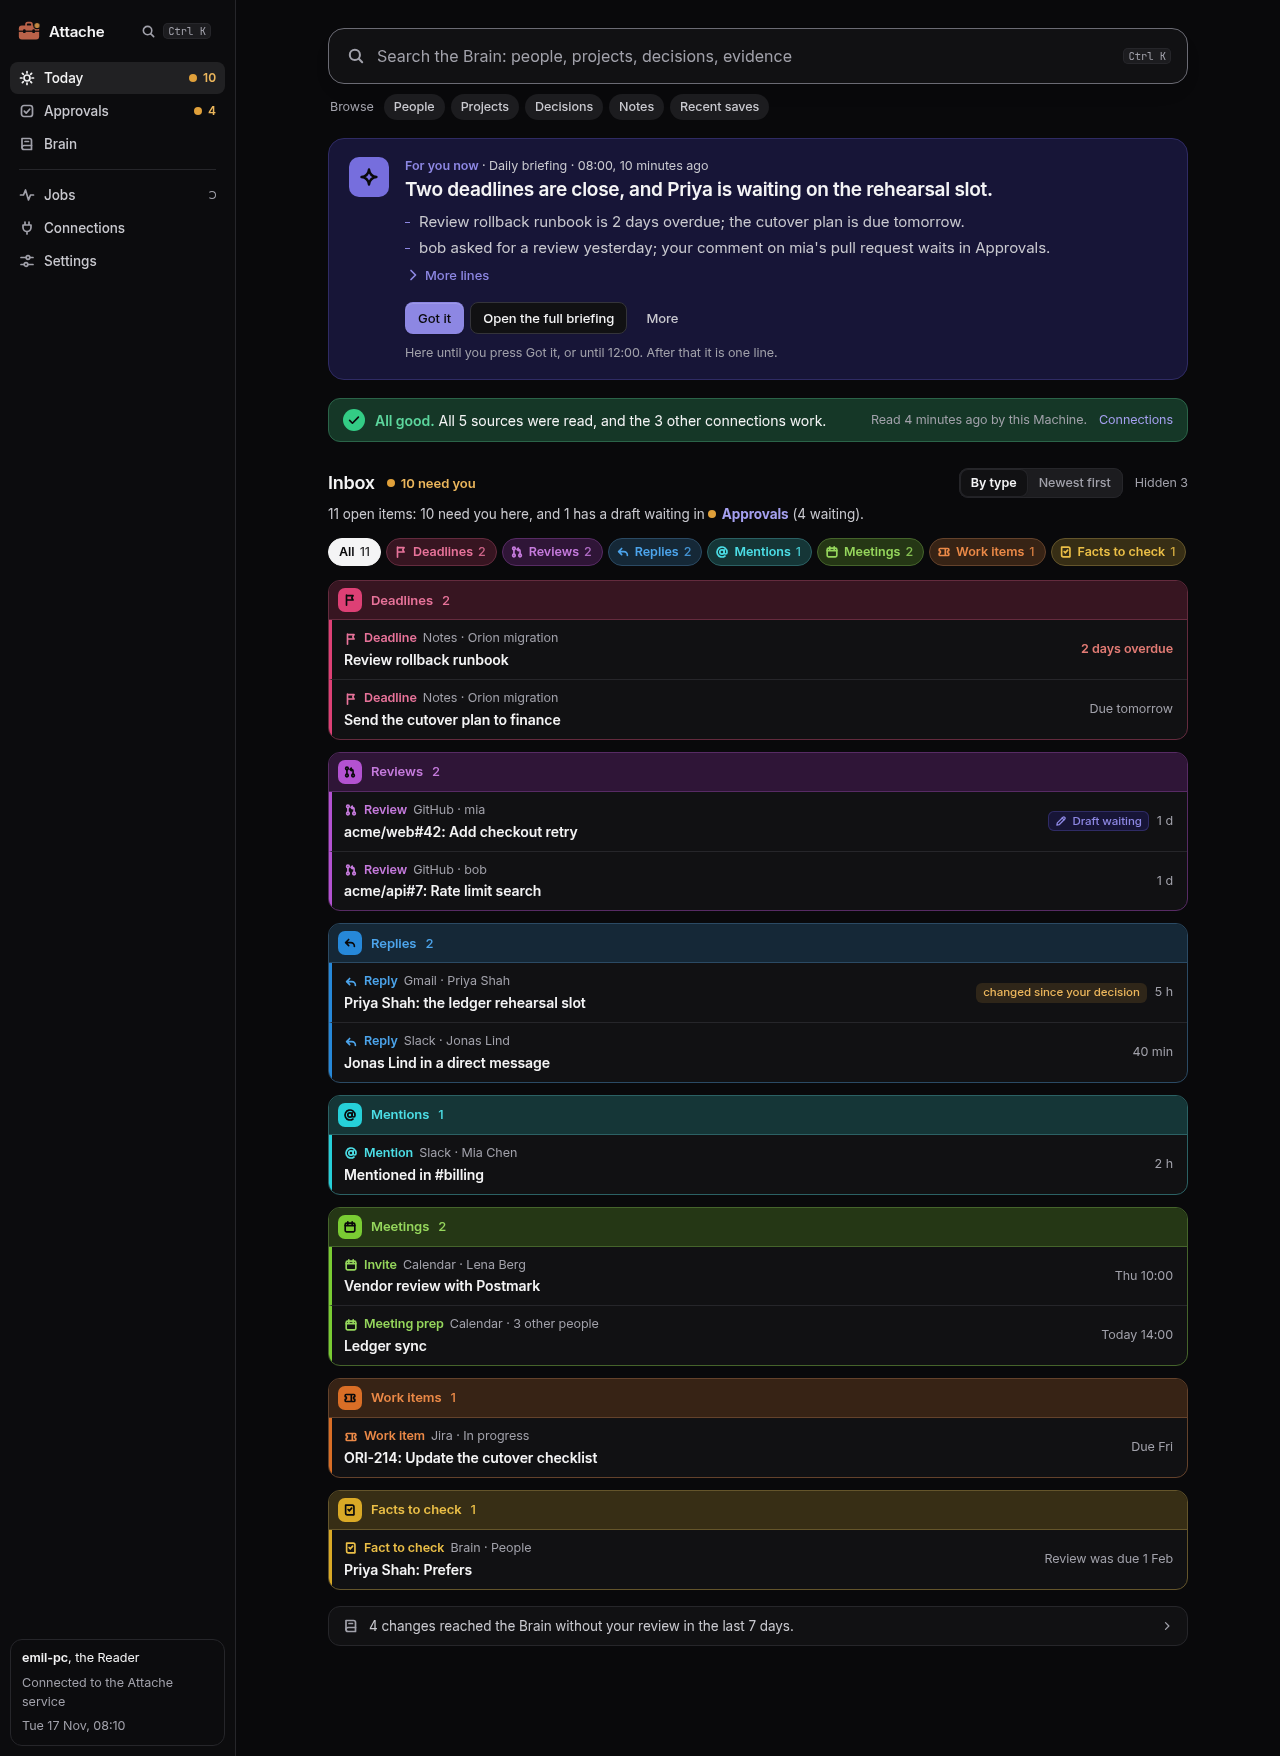 Attache
Ctrl K
Today 10
Approvals 4
Brain
Jobs
Connections
Settings
emil-pc, the Reader
Connected to the Attache
service
Tue 17 Nov, 08:10
Search the Brain: people, projects, decisions, evidence
Ctrl K
Browse People Projects Decisions Notes Recent saves
For you now · Daily briefing · 08:00, 10 minutes ago
Two deadlines are close, and Priya is waiting on the rehearsal slot.
- Review rollback runbook is 2 days overdue; the cutover plan is due tomorrow.
- bob asked for a review yesterday; your comment on mia's pull request waits in Approvals.
More lines
Got it Open the full briefing More
Here until you press Got it, or until 12:00. After that it is one line.
All good. All 5 sources were read, and the 3 other connections work. Read 4 minutes ago by this Machine. Connections
Inbox 10 need you By type Newest first Hidden 3
11 open items: 10 need you here, and 1 has a draft waiting in Approvals (4 waiting).
All 11 Deadlines 2 Reviews 2 Replies 2 Mentions 1 Meetings 2 Work items 1 Facts to check 1
Deadlines 2
Deadline Notes · Orion migration
Review rollback runbook
2 days overdue
Deadline Notes · Orion migration
Send the cutover plan to finance
Due tomorrow
Reviews 2
Review GitHub · mia
acme/web#42: Add checkout retry
Draft waiting 1 d
Review GitHub · bob
acme/api#7: Rate limit search
1 d
Replies 2
Reply Gmail · Priya Shah
Priya Shah: the ledger rehearsal slot
changed since your decision 5 h
Reply Slack · Jonas Lind
Jonas Lind in a direct message
40 min
Mentions 1
Mention Slack · Mia Chen
Mentioned in #billing
2 h
Meetings 2
Invite Calendar · Lena Berg
Vendor review with Postmark
Thu 10:00
Meeting prep Calendar · 3 other people
Ledger sync
Today 14:00
Work items 1
Work item Jira · In progress
ORI-214: Update the cutover checklist
Due Fri
Facts to check 1
Fact to check Brain · People
Priya Shah: Prefers
Review was due 1 Feb
4 changes reached the Brain without your review in the last 7 days.